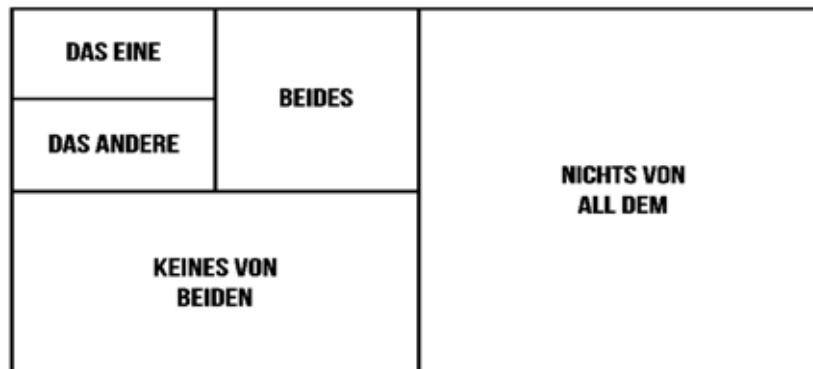 DAS EINE
DAS ANDERE
BEIDES
KEINES VON
BEIDEN
NICHTS VON
ALL DEM